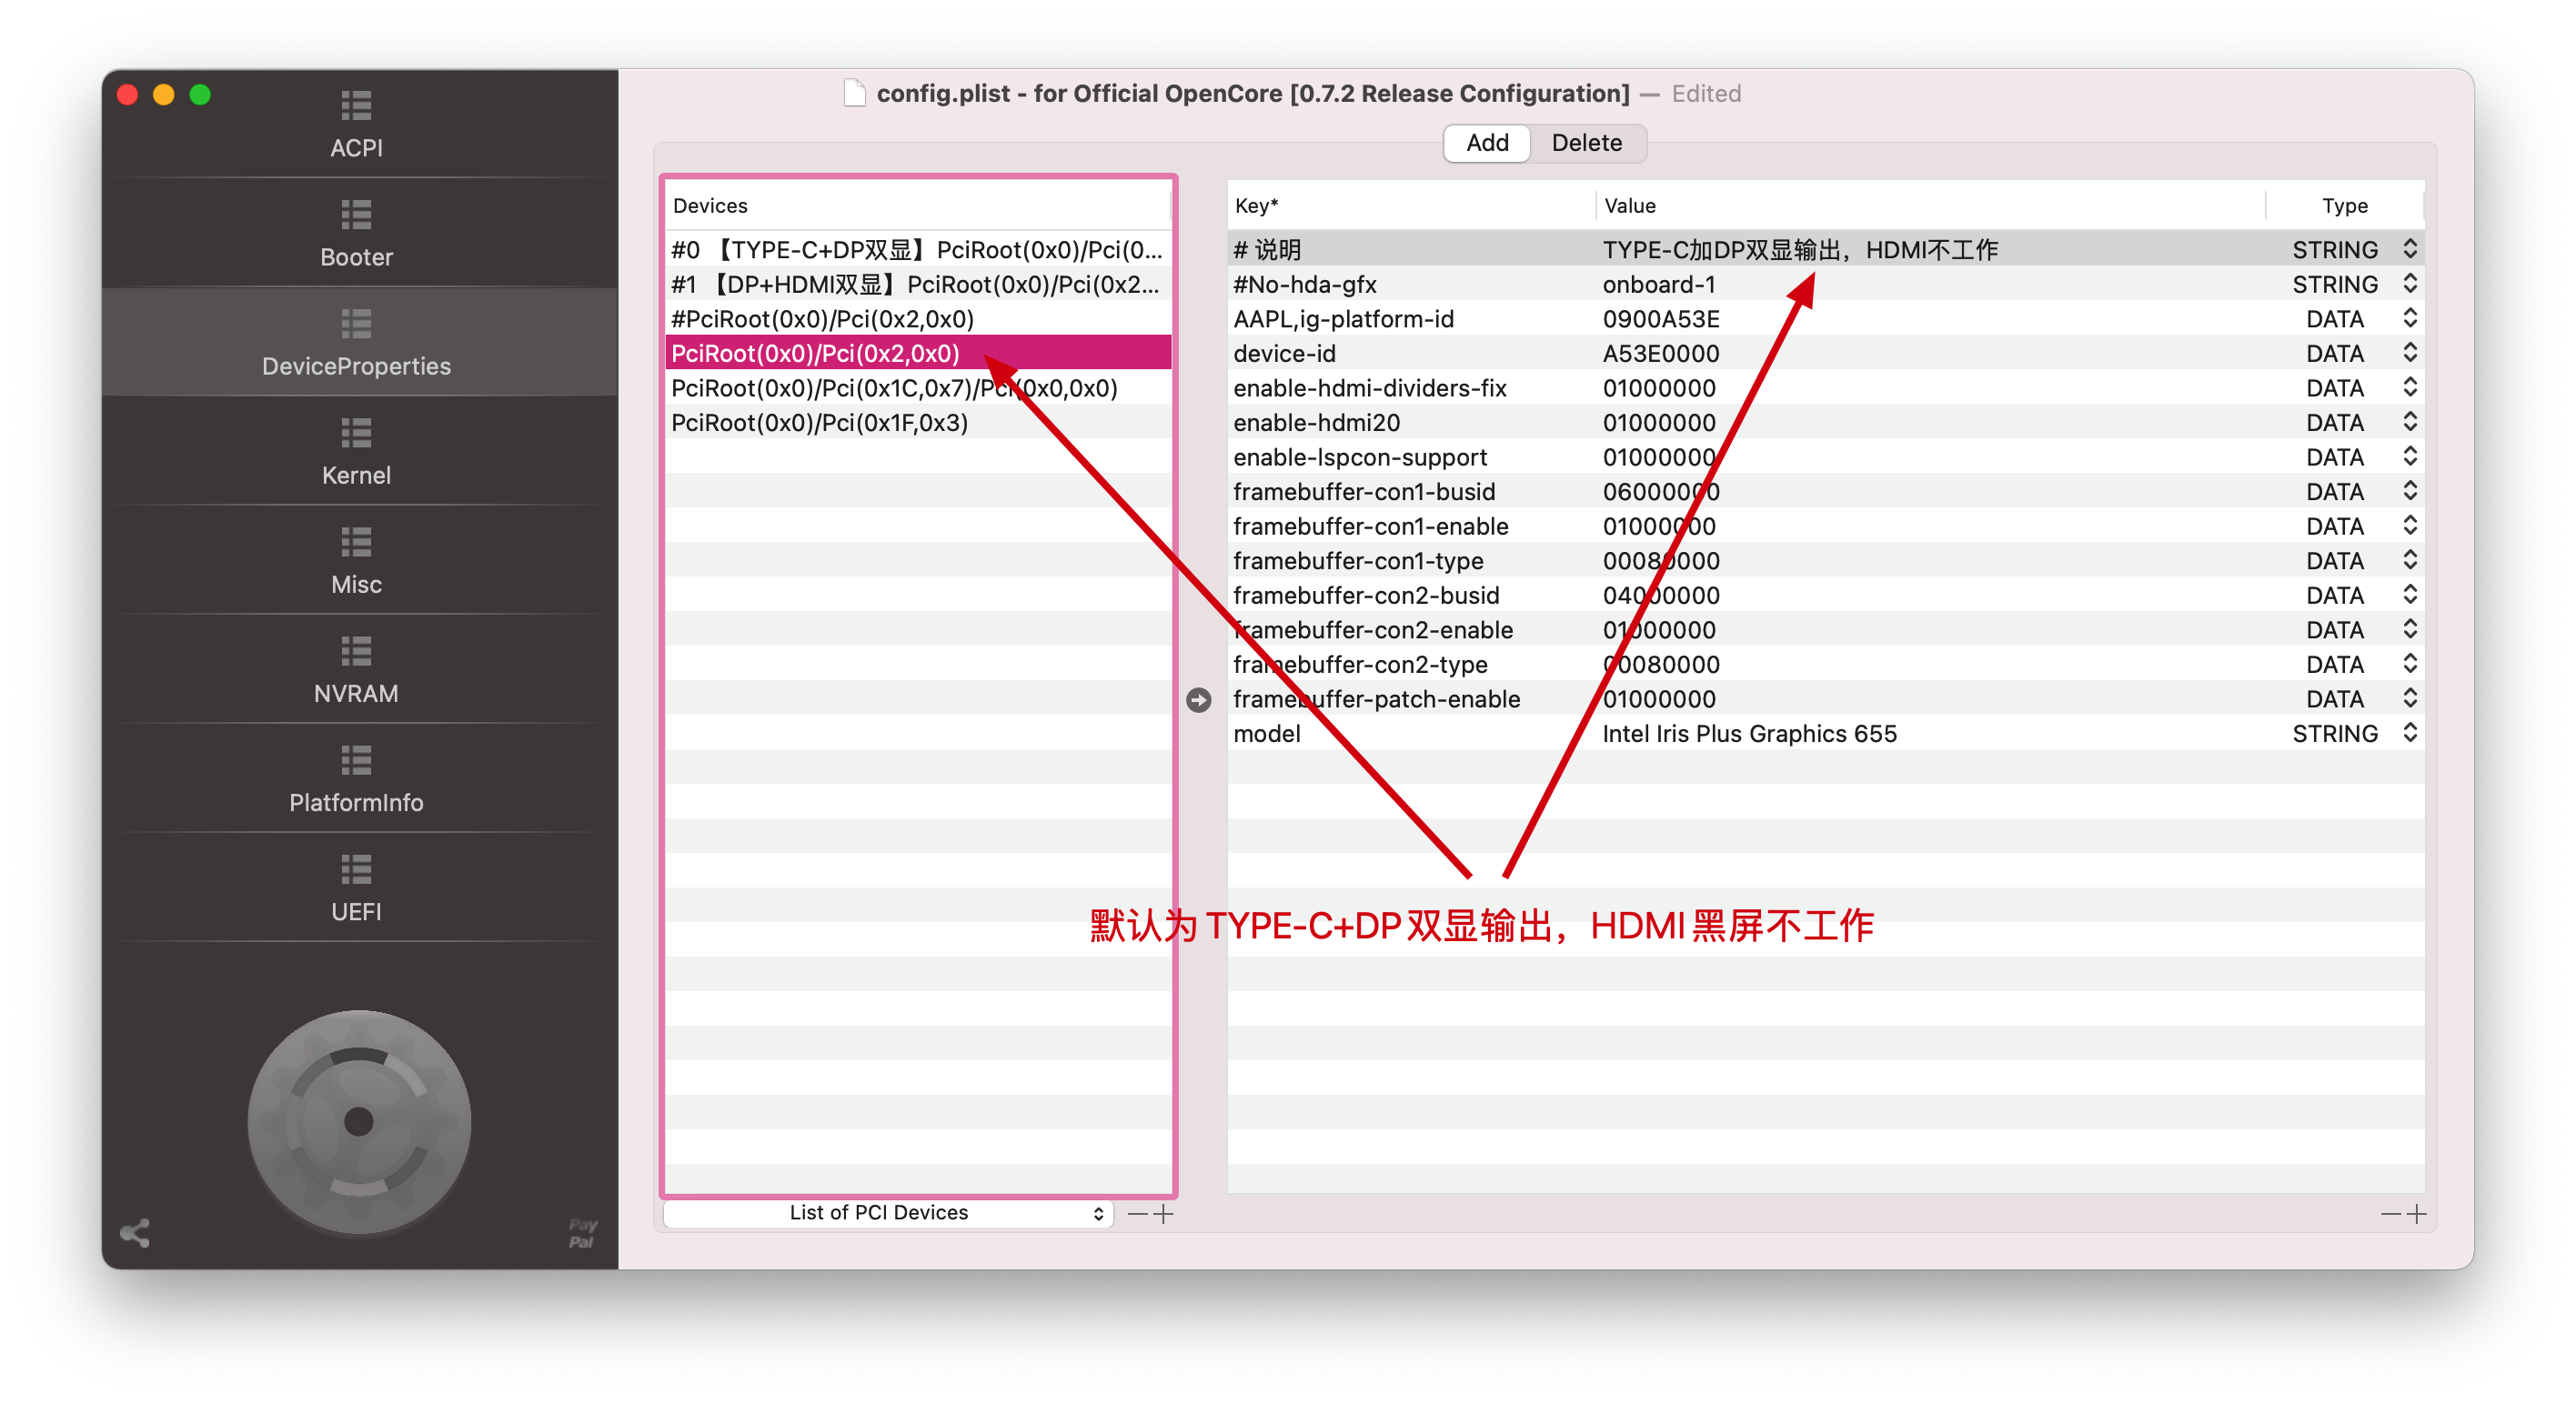 config.plist - for Official OpenCore [0.7.2 Release Configuration] — Edited
ACPI
Booter
DeviceProperties
Kernel
Misc
NVRAM
PlatformInfo
UEFI
Pay
Pal
Add Delete
Devices
#0 【TYPE-C+DP双显】PciRoot(0x0)/Pci(0...
#1 【DP+HDMI双显】PciRoot(0x0)/Pci(0x2...
#PciRoot(0x0)/Pci(0x2,0x0)
PciRoot(0x0)/Pci(0x2,0x0)
PciRoot(0x0)/Pci(0x1C,0x7)/Pci(0x0,0x0)
PciRoot(0x0)/Pci(0x1F,0x3)
List of PCI Devices
Key* Value Type
# 说明 TYPE-C加DP双显输出，HDMI不工作 STRING
#No-hda-gfx onboard-1 STRING
AAPL,ig-platform-id 0900A53E DATA
device-id A53E0000 DATA
enable-hdmi-dividers-fix 01000000 DATA
enable-hdmi20 01000000 DATA
enable-lspcon-support 01000000 DATA
framebuffer-con1-busid 06000000 DATA
framebuffer-con1-enable 01000000 DATA
framebuffer-con1-type 00080000 DATA
framebuffer-con2-busid 04000000 DATA
framebuffer-con2-enable 01000000 DATA
framebuffer-con2-type 00080000 DATA
framebuffer-patch-enable 01000000 DATA
model Intel Iris Plus Graphics 655 STRING
默认为 TYPE-C+DP 双显输出，HDMI 黑屏不工作